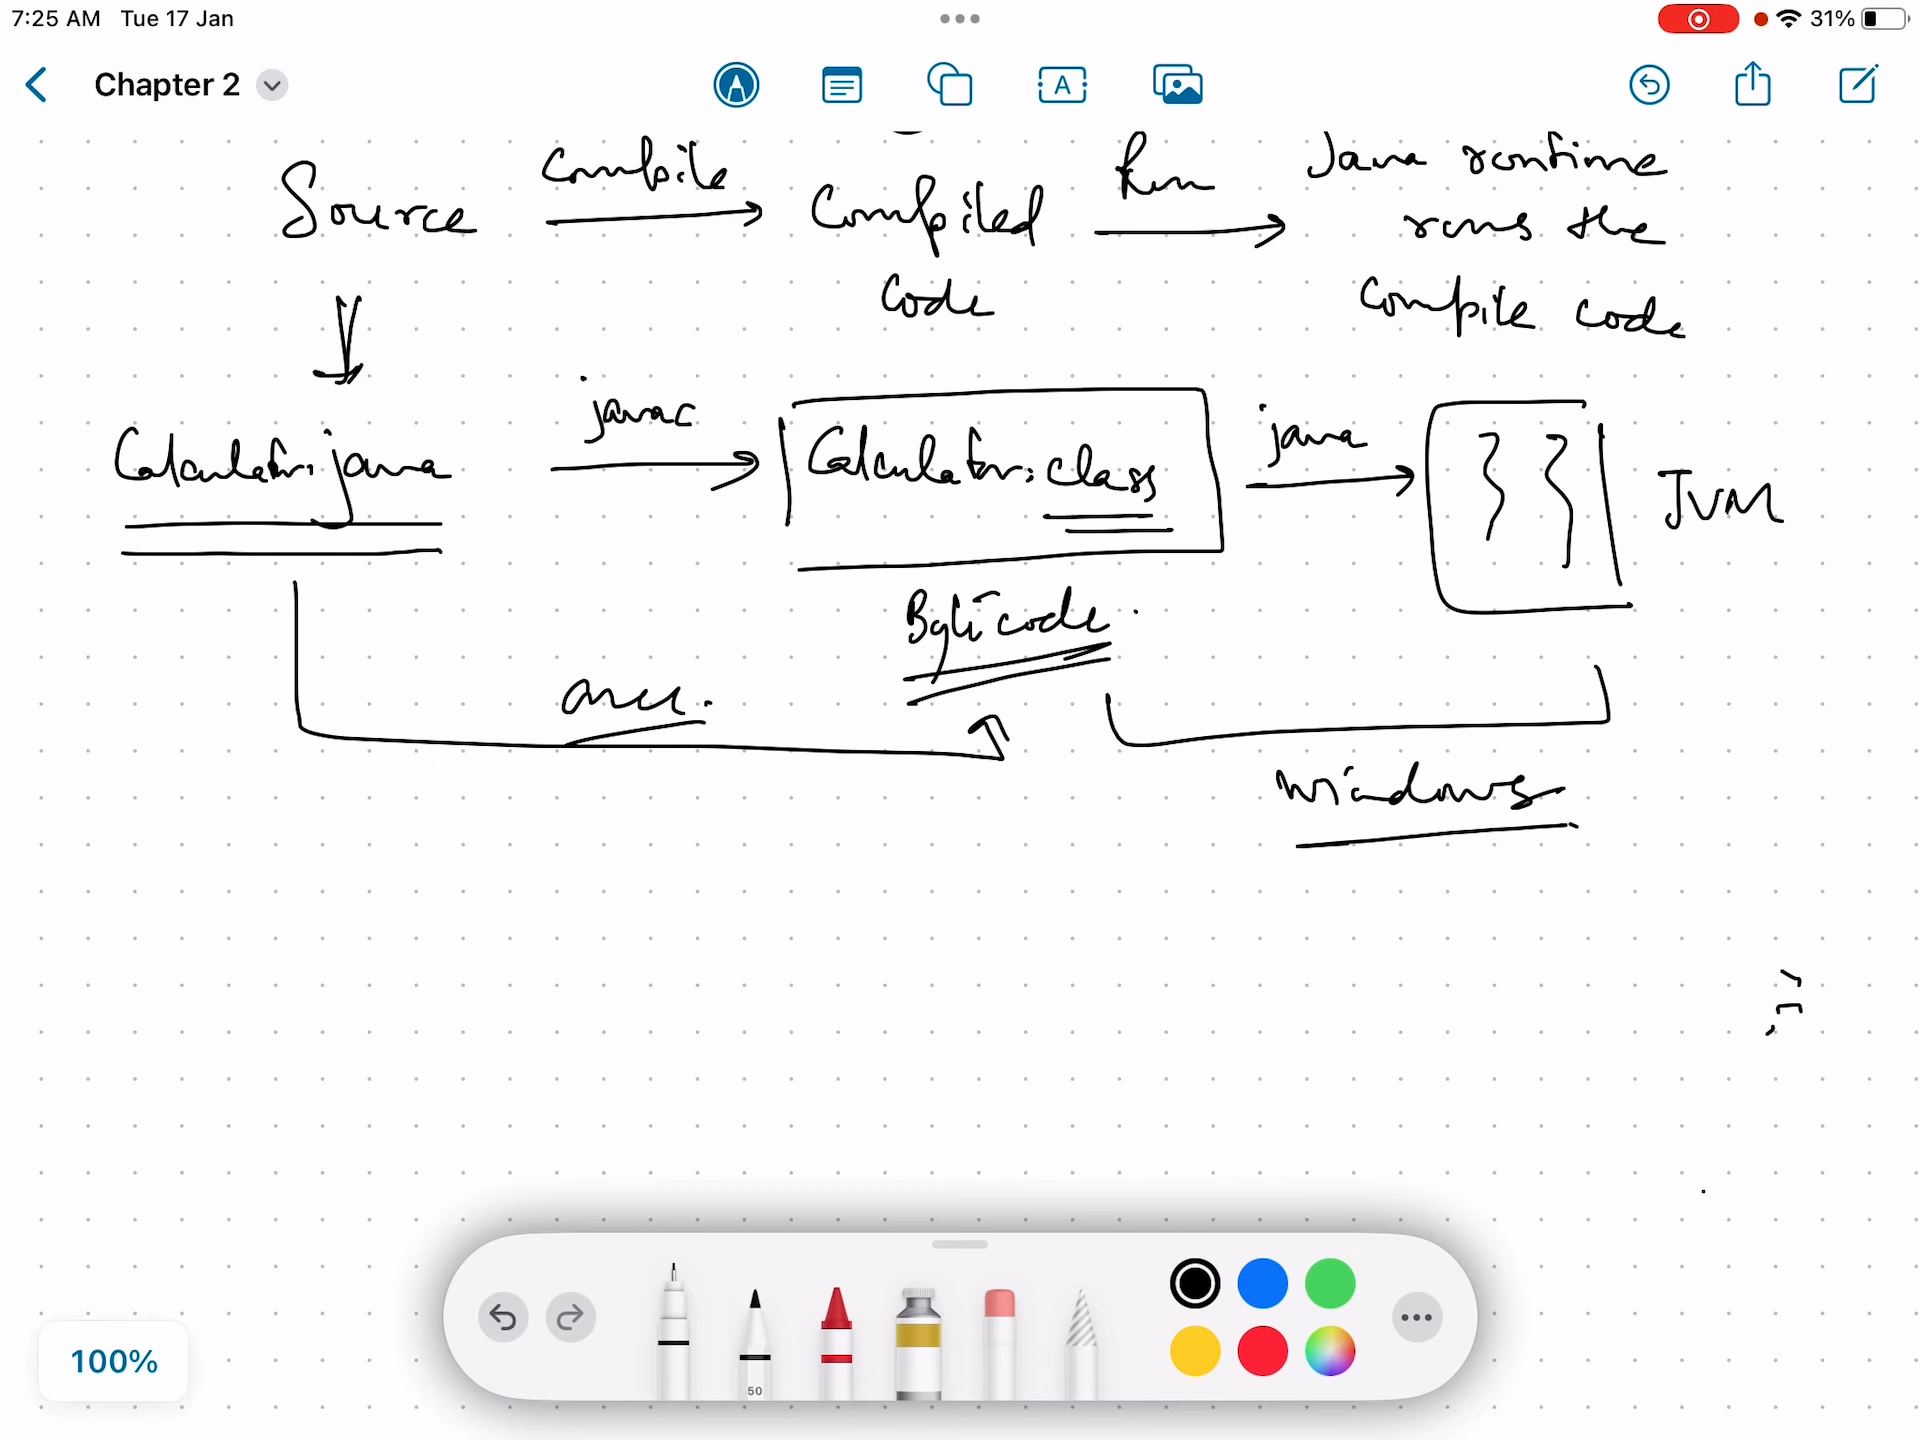 7:25 AM Tue 17 Jan
31%
Chapter 2
A
Source
Compile
Compiled
Code
Run
Java runtime
runs the
Compile code
Calculator.java
javac
Calculator.class
java
JVM
Bytecode
Windows
100%
50